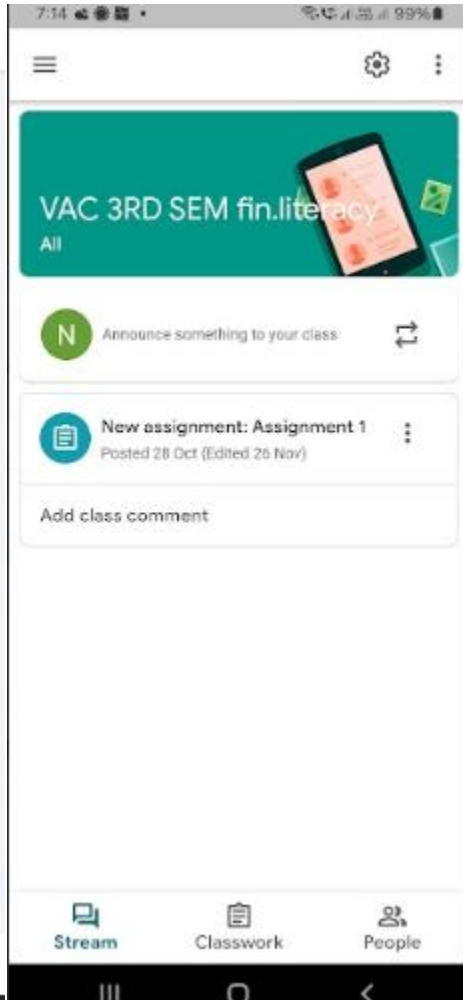 7:14
99%
VAC 3RD SEM fin.literacy
All
N
Announce something to your class
New assignment: Assignment 1
Posted 28 Oct (Edited 26 Nov)
Add class comment
Stream Classwork People